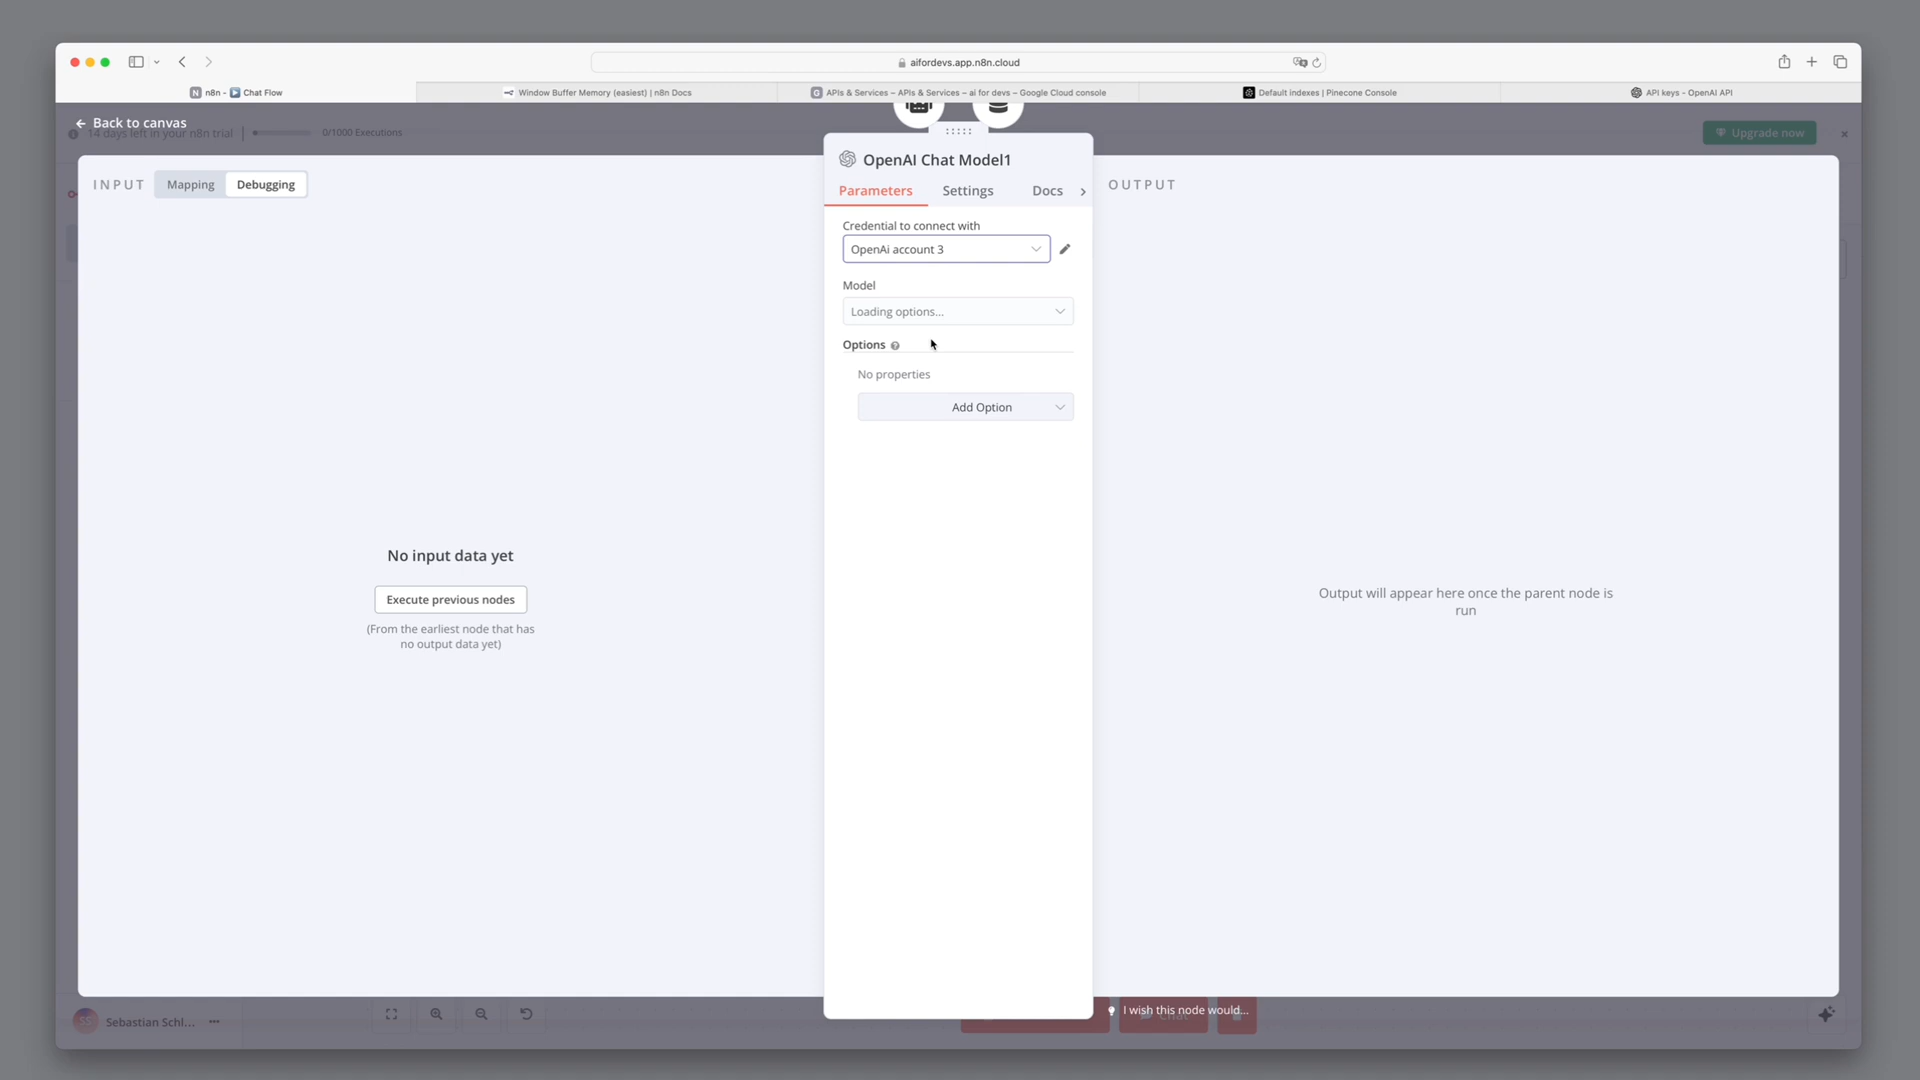 aifordevs.app.n8n.cloud
n8n - ▶ Chat Flow
Window Buffer Memory (easiest) | n8n Docs
APIs & Services – APIs & Services – ai for devs – Google Cloud console
Default indexes | Pinecone Console
API keys - OpenAI API
← Back to canvas
14 days left in your n8n trial
0/1000 Executions
Upgrade now
OpenAI Chat Model1
INPUT
Mapping
Debugging
Parameters
Settings
Docs
OUTPUT
Credential to connect with
OpenAi account 3
Model
Loading options...
Options
No properties
Add Option
No input data yet
Execute previous nodes
(From the earliest node that has
no output data yet)
Output will appear here once the parent node is
run
I wish this node would...
Chat
SS
Sebastian Schl...